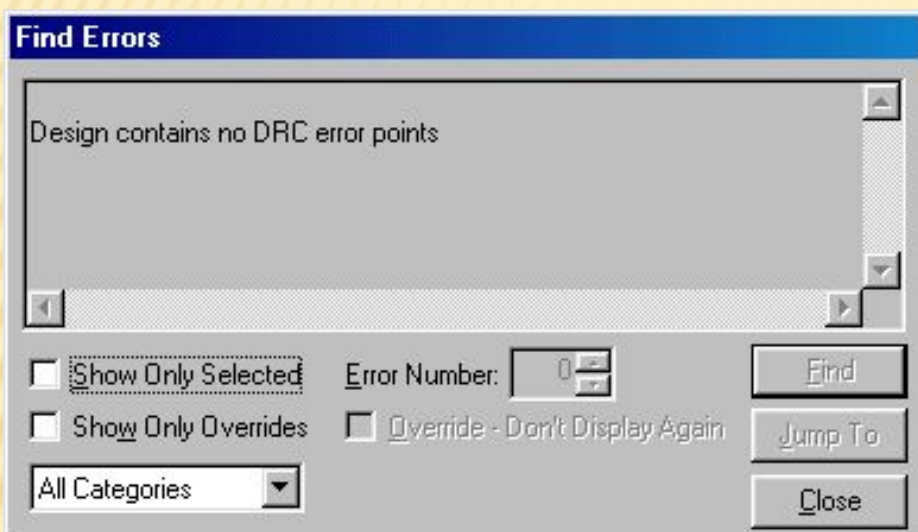 Find Errors
Design contains no DRC error points
Show Only Selected
Error Number: 0
Find
Show Only Overrides
Override - Don't Display Again
Jump To
All Categories
Close